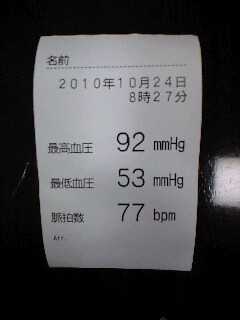 名前
2010年10月24日
8時27分
最高血圧 92 mmHg
最低血圧 53 mmHg
脈拍数 77 bpm
Arr.